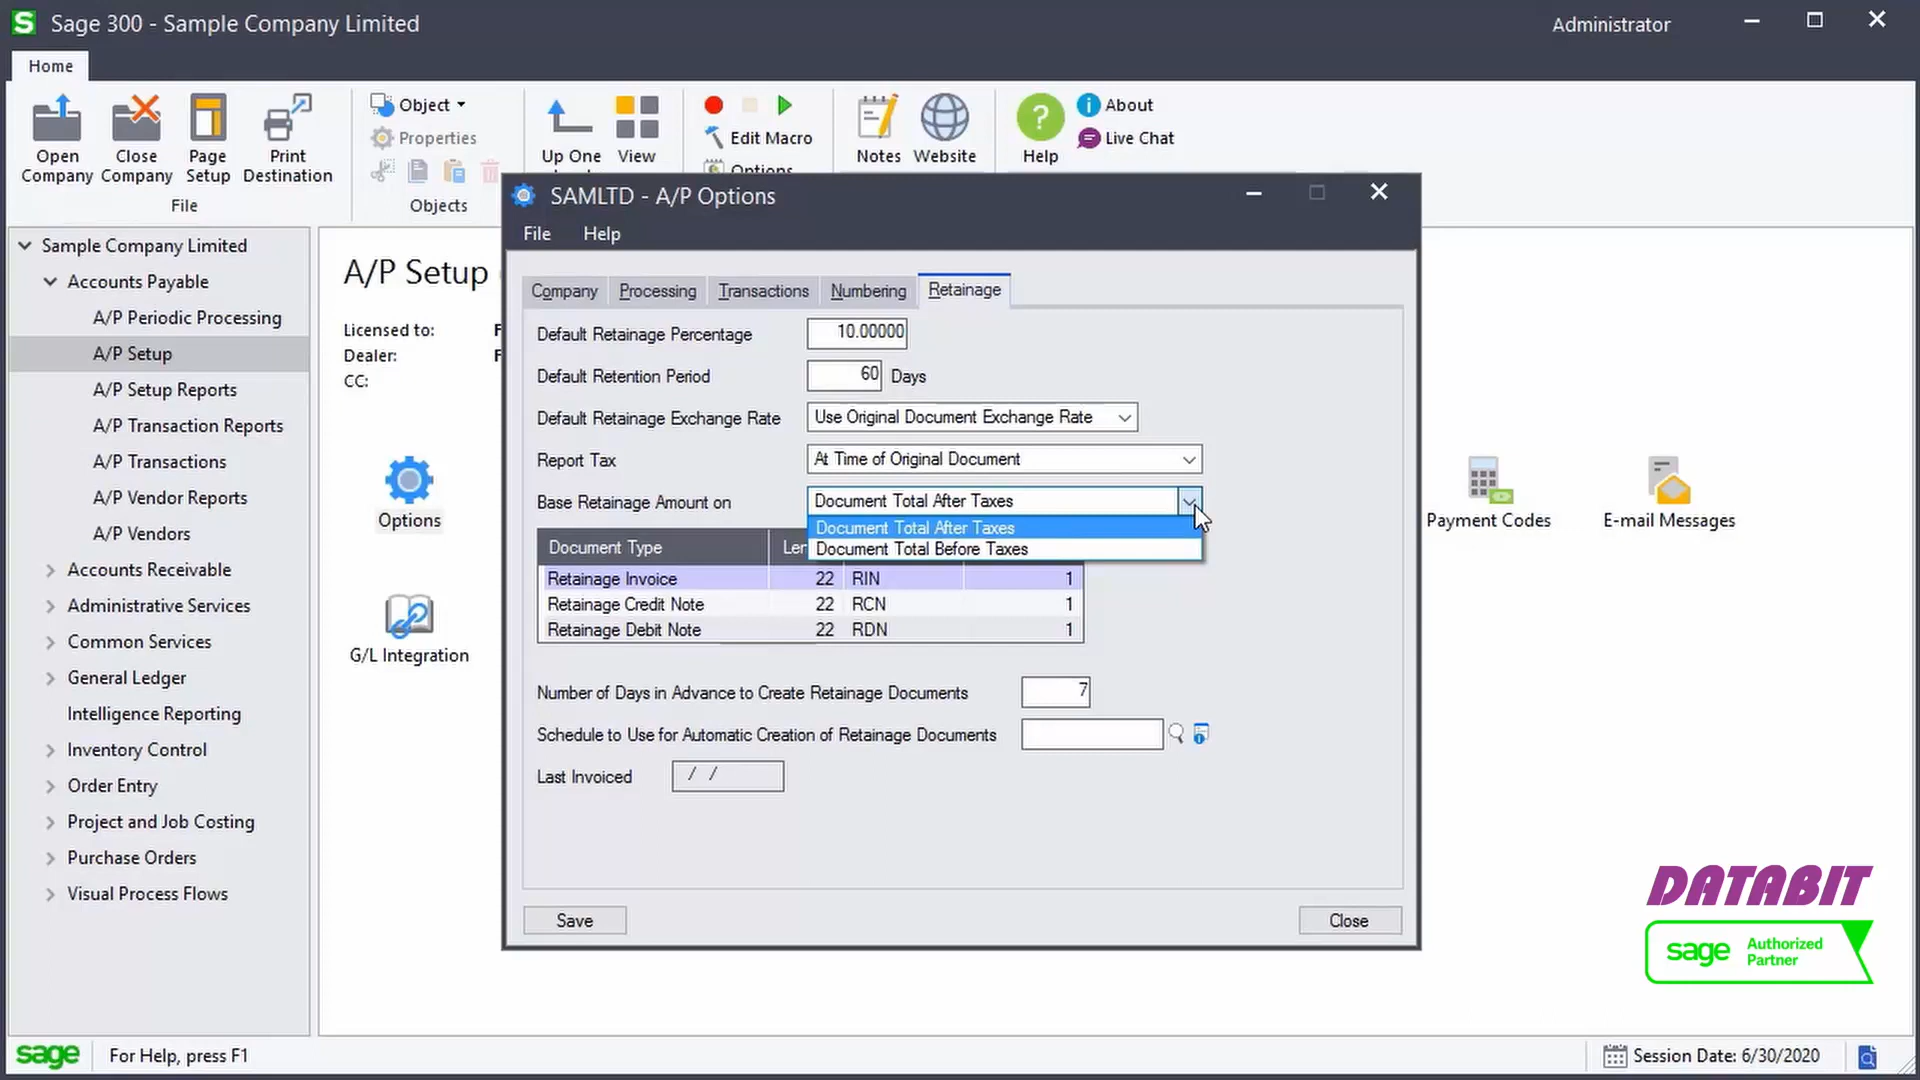 Sage 300 - Sample Company Limited
Administrator
Home
Open Company
Close Company
Page Setup
Print Destination
File
Object
Properties
Objects
Up One
View
Edit Macro
Options
Notes
Website
Help
About
Live Chat
Sample Company Limited
Accounts Payable
A/P Periodic Processing
A/P Setup
A/P Setup Reports
A/P Transaction Reports
A/P Transactions
A/P Vendor Reports
A/P Vendors
Accounts Receivable
Administrative Services
Common Services
General Ledger
Intelligence Reporting
Inventory Control
Order Entry
Project and Job Costing
Purchase Orders
Visual Process Flows
A/P Setup
Licensed to: F
Dealer: F
CC:
Options
G/L Integration
Payment Codes
E-mail Messages
SAMLTD - A/P Options
File Help
Company Processing Transactions Numbering Retainage
Default Retainage Percentage 10.00000
Default Retention Period 60 Days
Default Retainage Exchange Rate Use Original Document Exchange Rate
Report Tax At Time of Original Document
Base Retainage Amount on Document Total After Taxes
Document Total After Taxes
Document Total Before Taxes
Document Type Ler
Retainage Invoice 22 RIN 1
Retainage Credit Note 22 RCN 1
Retainage Debit Note 22 RDN 1
Number of Days in Advance to Create Retainage Documents 7
Schedule to Use for Automatic Creation of Retainage Documents
Last Invoiced / /
Save Close
DATABIT
sage Authorized Partner
sage For Help, press F1
Session Date: 6/30/2020